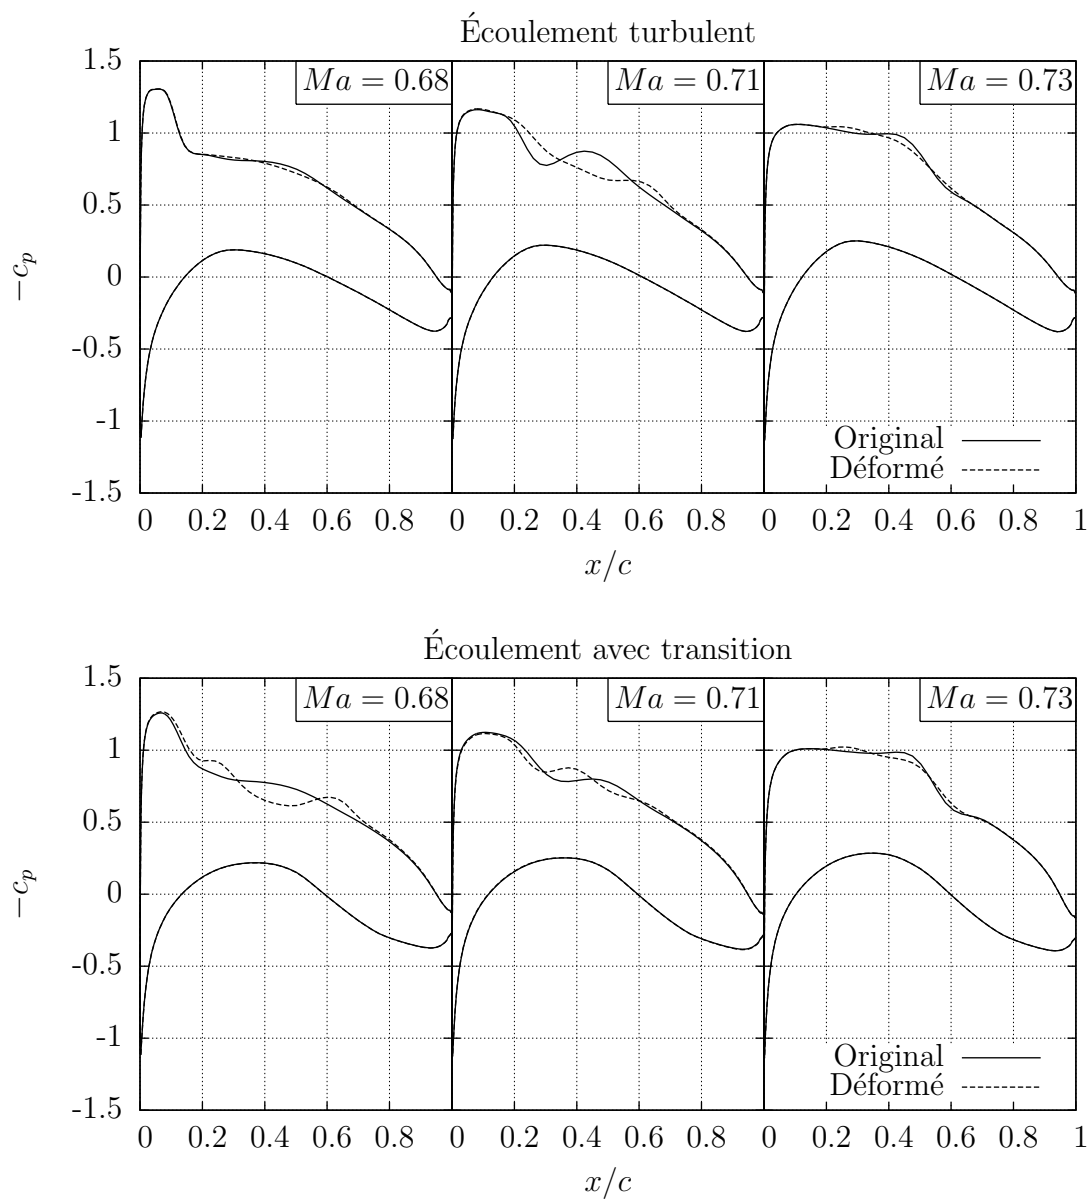 Écoulement turbulent
Ma = 0.68
Ma = 0.71
Ma = 0.73
1.5
1
0.5
0
-0.5
-1
-1.5
−c_p
Original
Déformé
0 0.2 0.4 0.6 0.8 0 0.2 0.4 0.6 0.8 0 0.2 0.4 0.6 0.8 1
x/c
Écoulement avec transition
Ma = 0.68
Ma = 0.71
Ma = 0.73
1.5
1
0.5
0
-0.5
-1
-1.5
−c_p
Original
Déformé
0 0.2 0.4 0.6 0.8 0 0.2 0.4 0.6 0.8 0 0.2 0.4 0.6 0.8 1
x/c